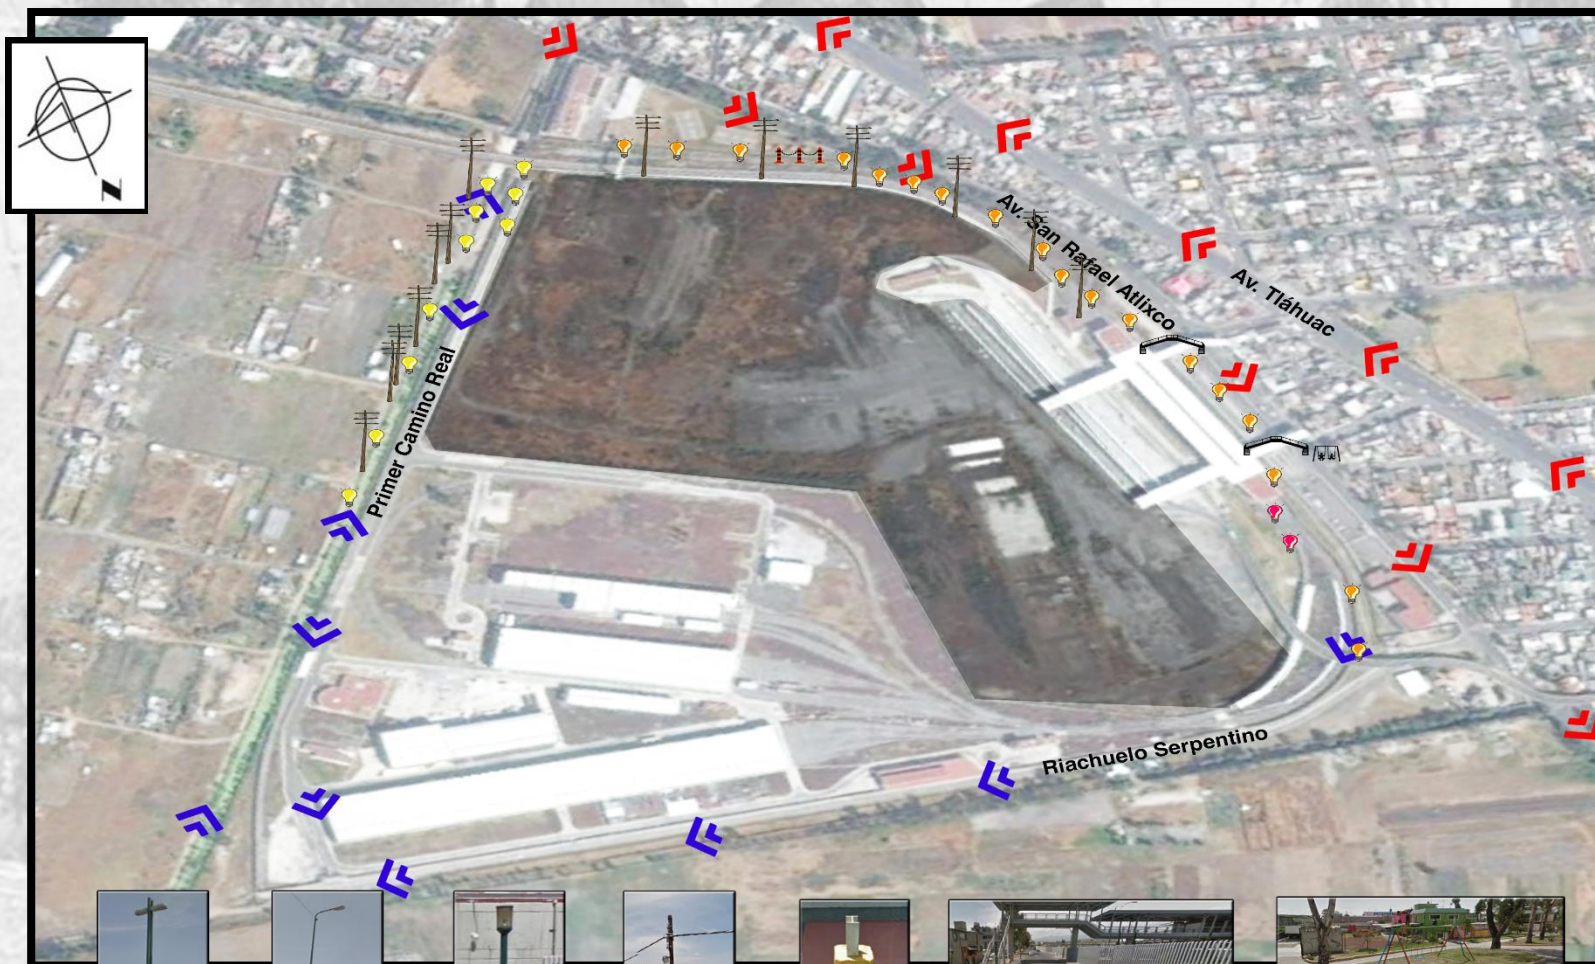 N
Av. San Rafael Atlixco
Av. Tláhuac
Primer Camino Real
Riachuelo Serpentino